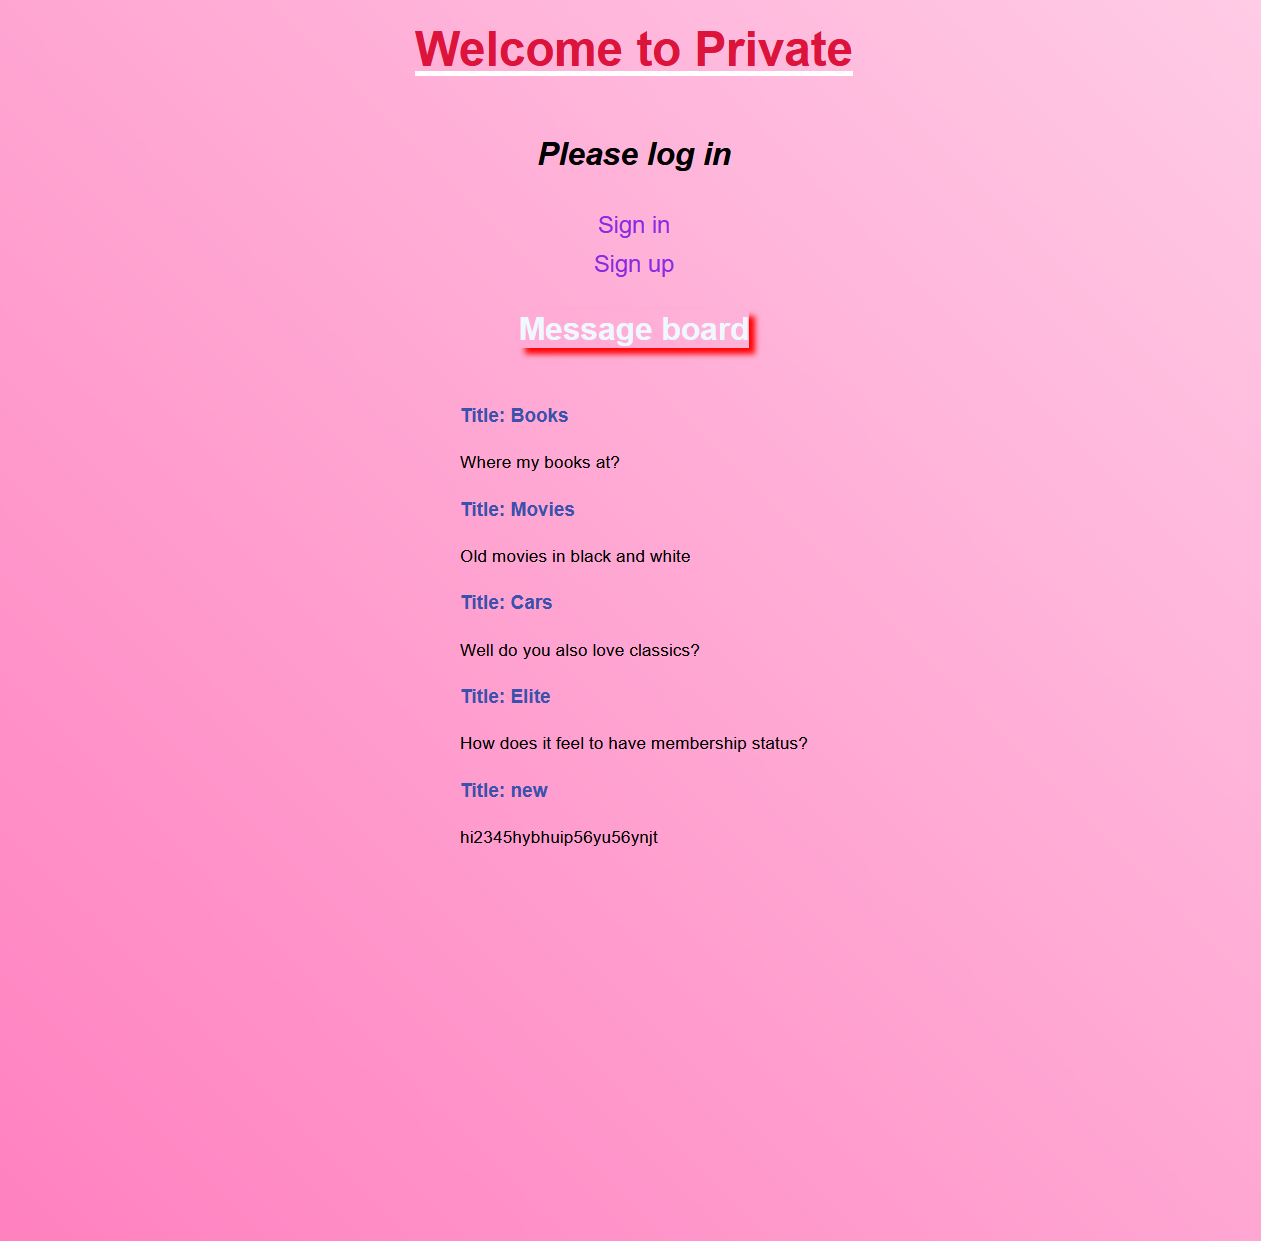 Welcome to Private
Please log in
Sign in
Sign up
Message board
Title: Books
Where my books at?
Title: Movies
Old movies in black and white
Title: Cars
Well do you also love classics?
Title: Elite
How does it feel to have membership status?
Title: new
hi2345hybhuip56yu56ynjt